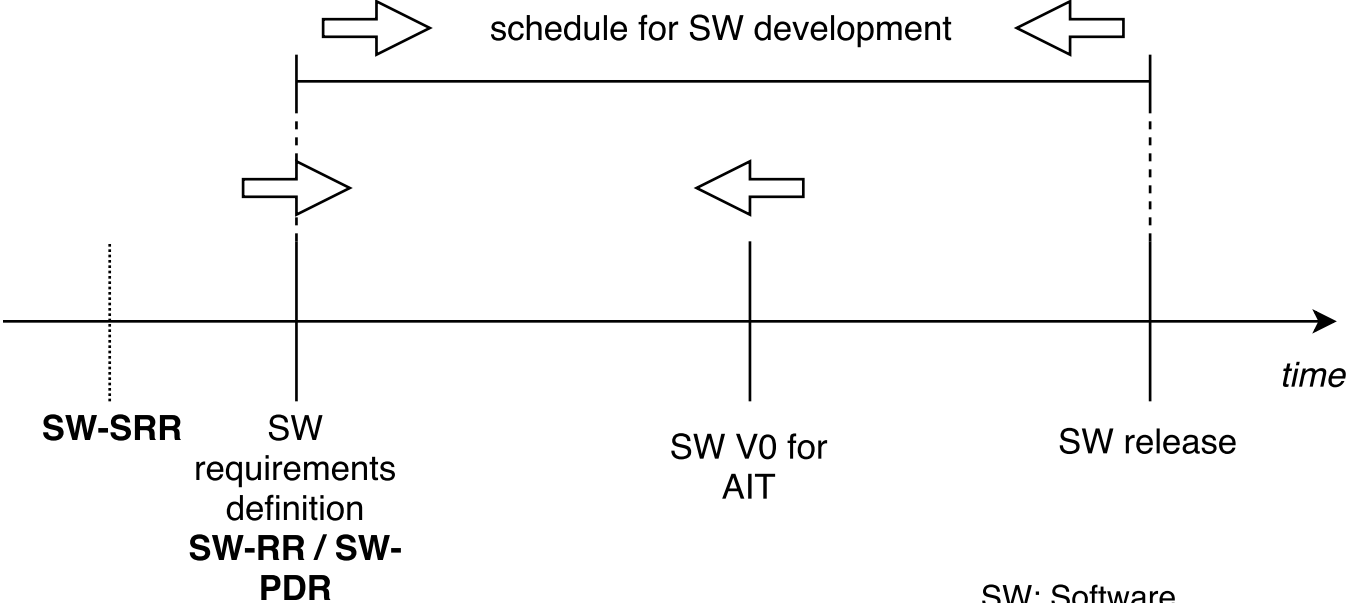 schedule for SW development
time
SW-SRR
SW
requirements
definition
SW-RR / SW-
PDR
SW V0 for
AIT
SW release
SW: Software